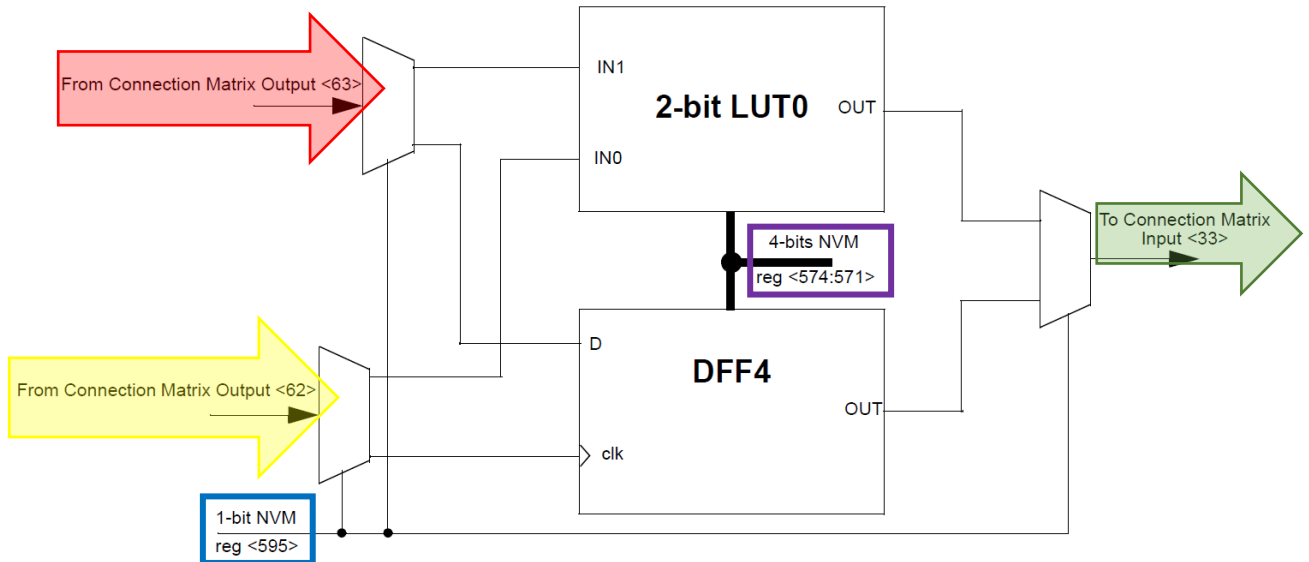 From Connection Matrix Output <63>
IN1
2-bit LUT0
OUT
IN0
To Connection Matrix
Input <33>
4-bits NVM
reg <574:571>
D
DFF4
From Connection Matrix Output <62>
OUT
clk
1-bit NVM
reg <595>